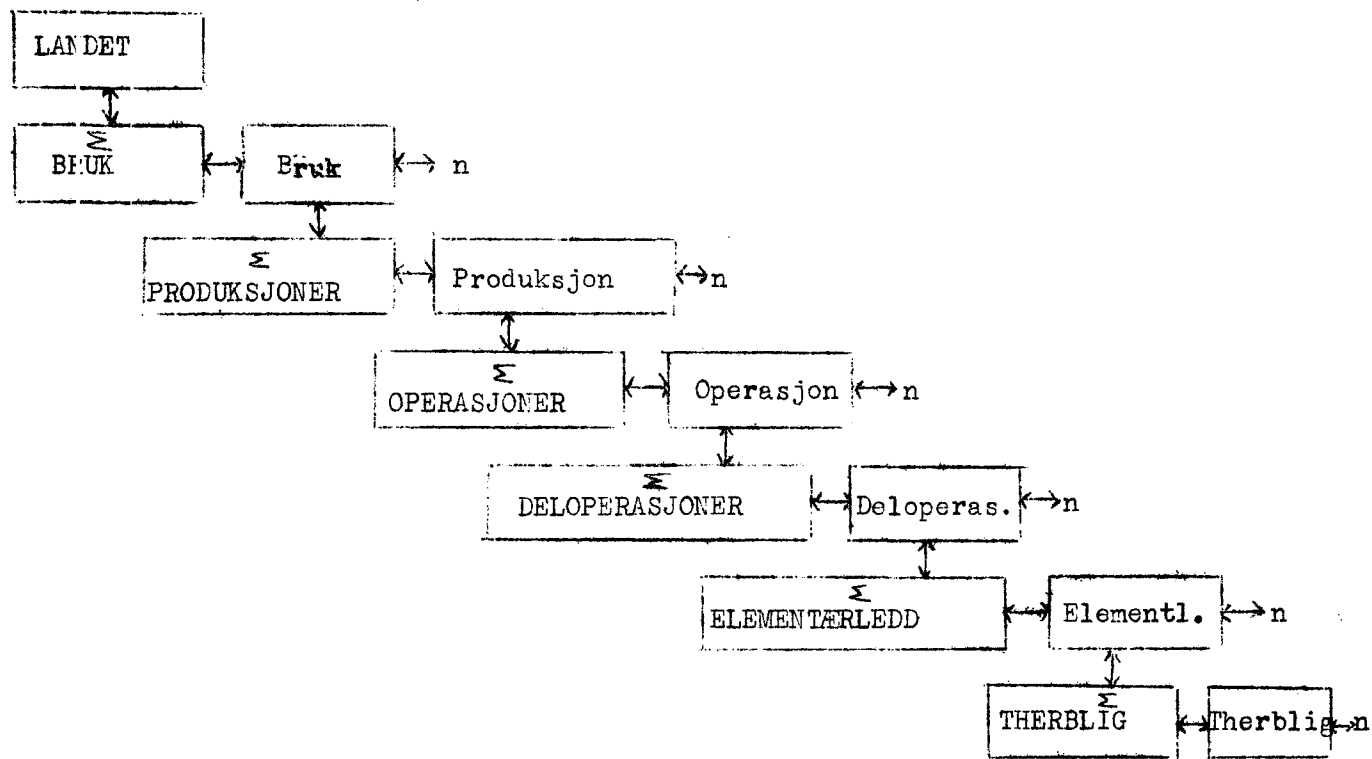 LANDET
Σ
BRUK Bruk n
Σ
PRODUKSJONER Produksjon n
Σ
OPERASJONER Operasjon n
Σ
DELOPERASJONER Deloperas. n
Σ
ELEMENTÆRLEDD Elementl. n
Σ
THERBLIG Therblig n